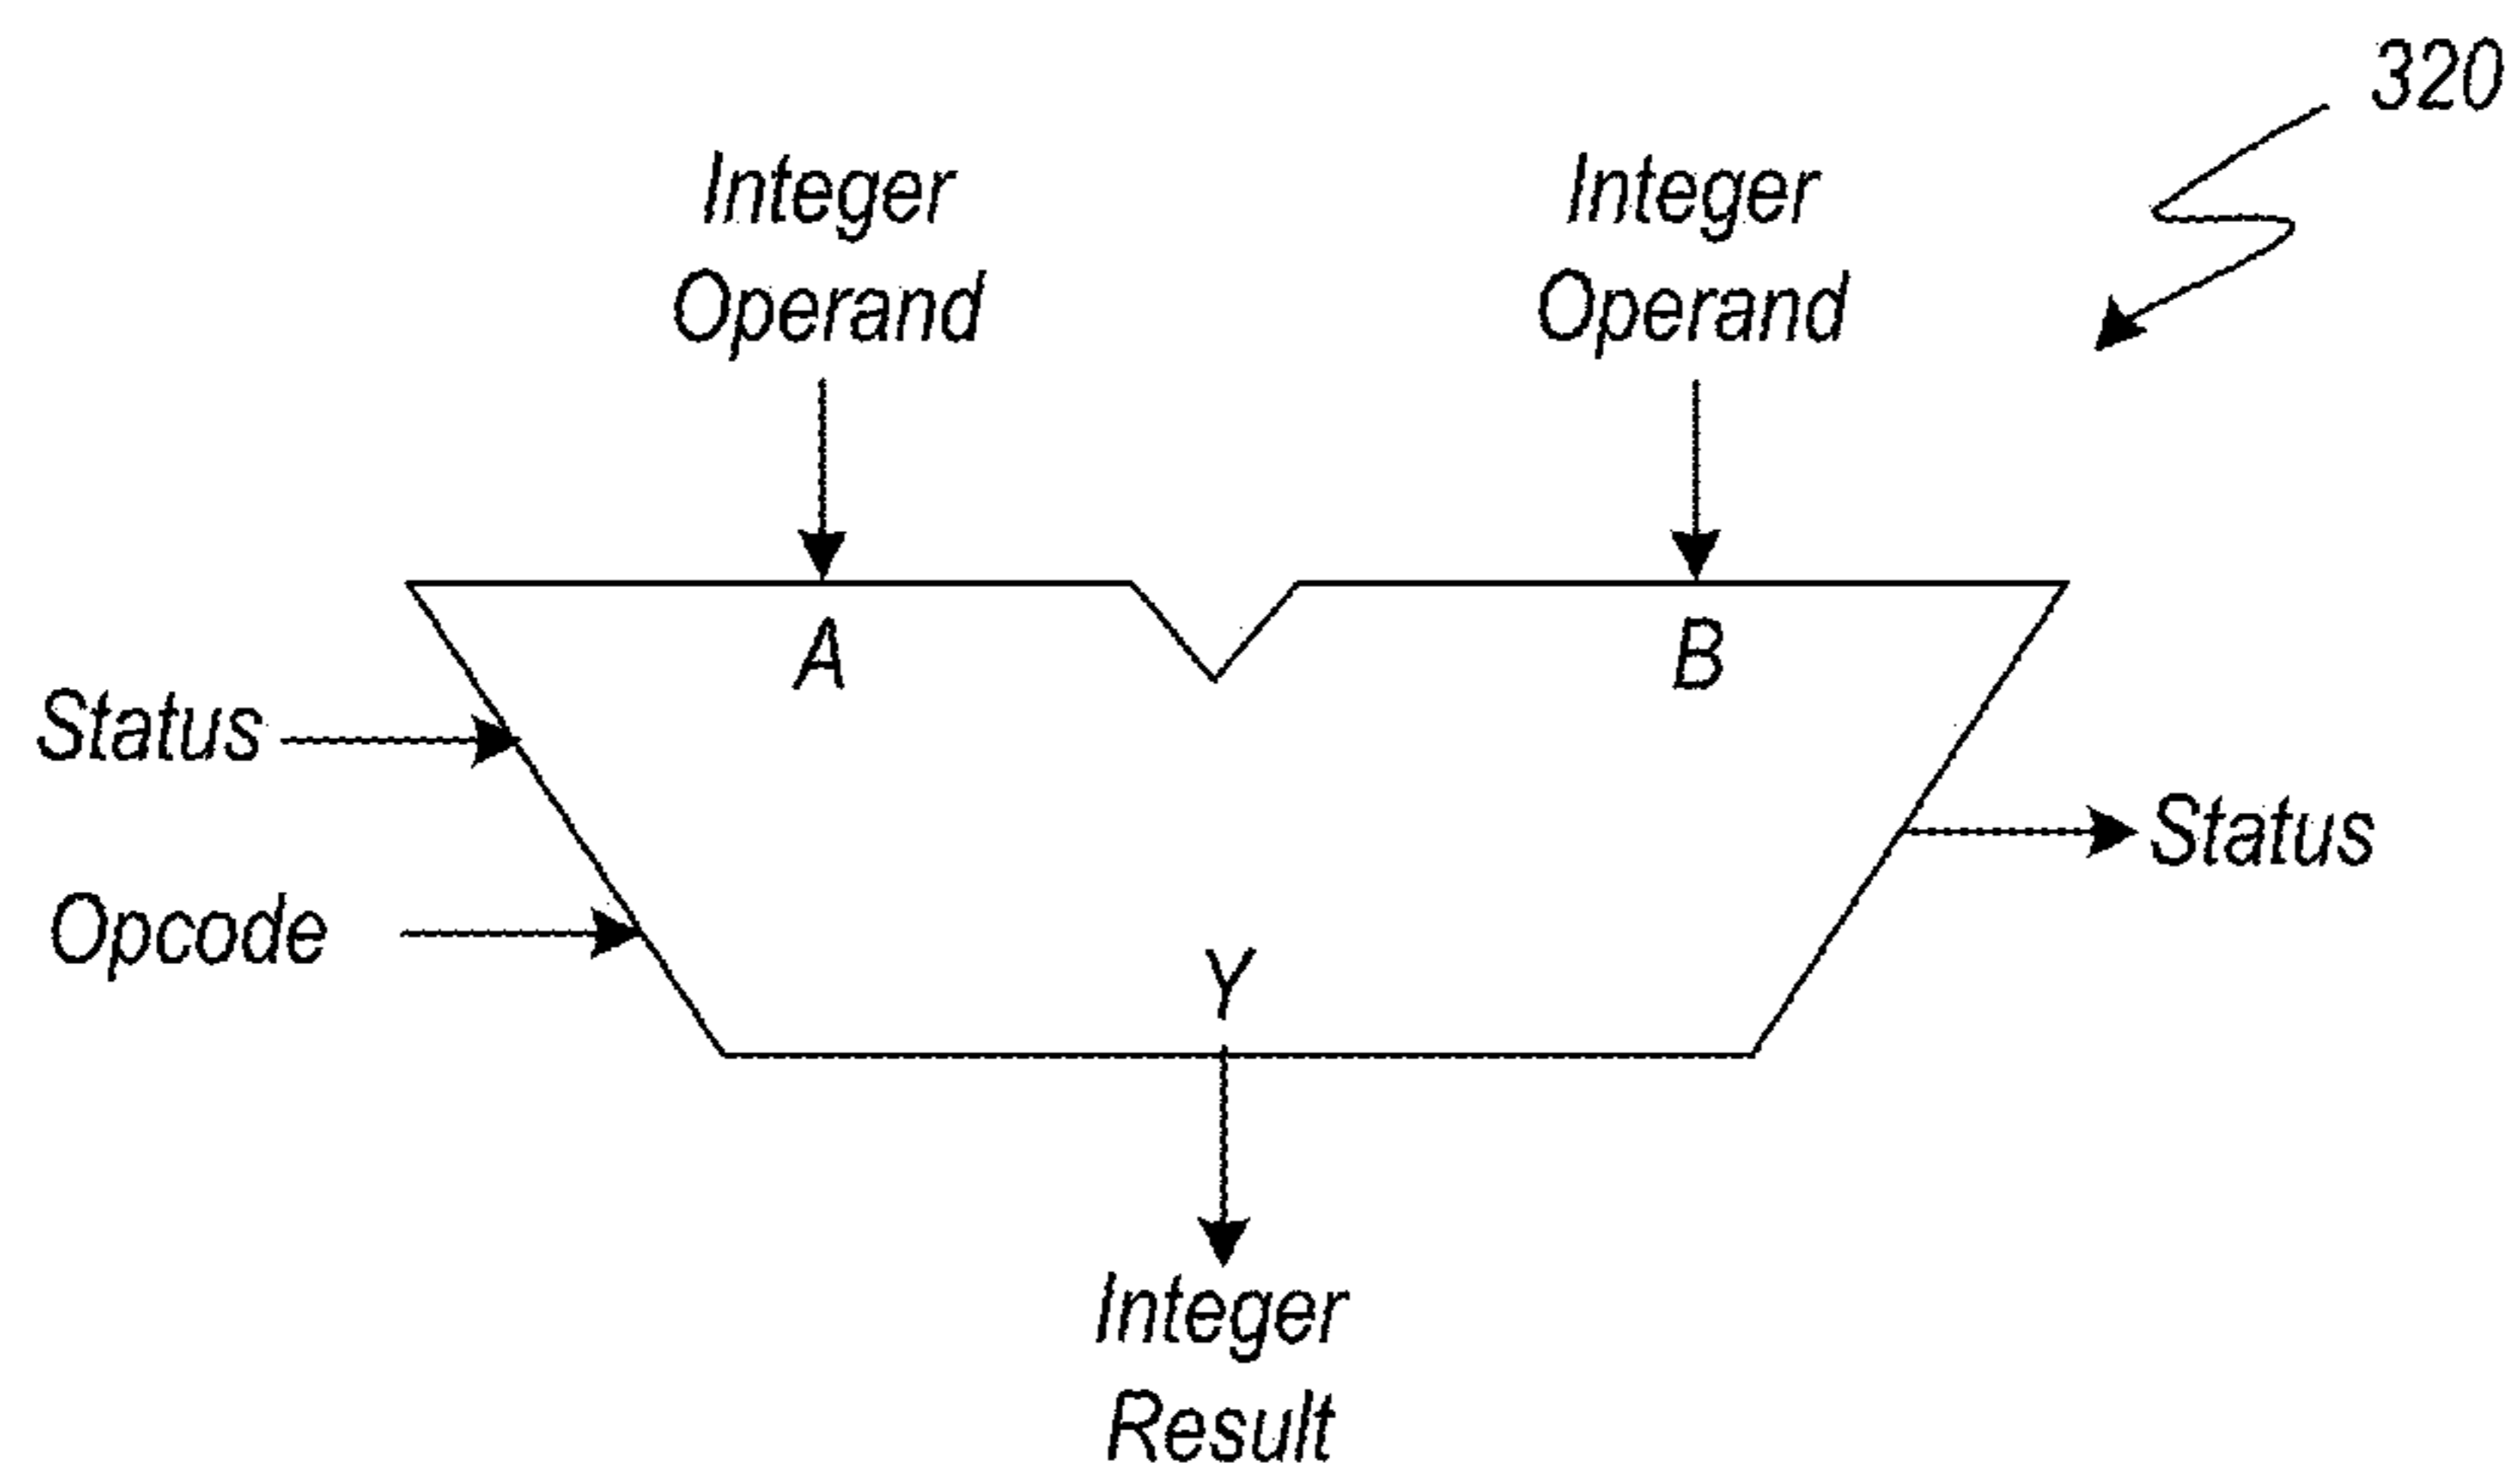 320
Integer
Operand
Integer
Operand
A
B
Status
Status
Opcode
Y
Integer
Result